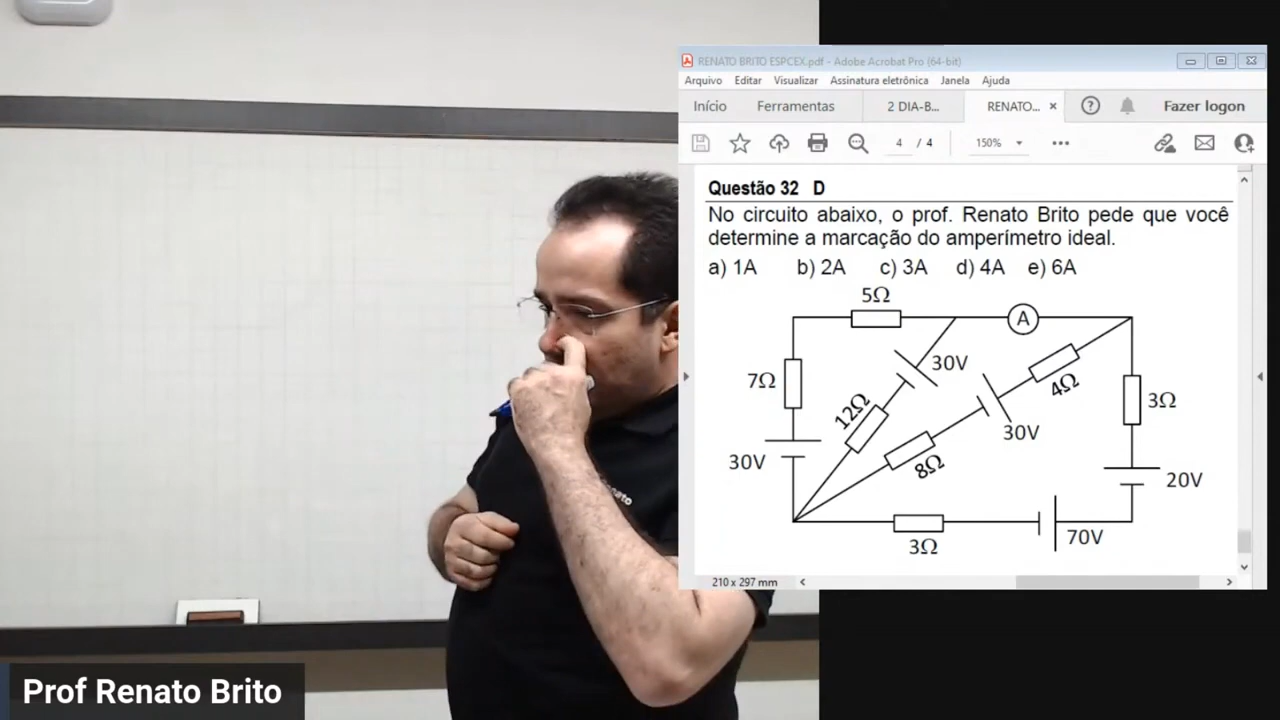 RENATO BRITO ESPCEX.pdf - Adobe Acrobat Pro (64-bit)
Arquivo Editar Visualizar Assinatura eletrônica Janela Ajuda
Início Ferramentas 2 DIA-B... RENATO... × Fazer logon
4 / 4 150%
Questão 32 D
No circuito abaixo, o prof. Renato Brito pede que você
determine a marcação do amperímetro ideal.
a) 1A b) 2A c) 3A d) 4A e) 6A
5Ω
A
30V
7Ω
4Ω
12Ω
3Ω
30V
8Ω
30V
20V
70V
3Ω
210 x 297 mm
Prof Renato Brito